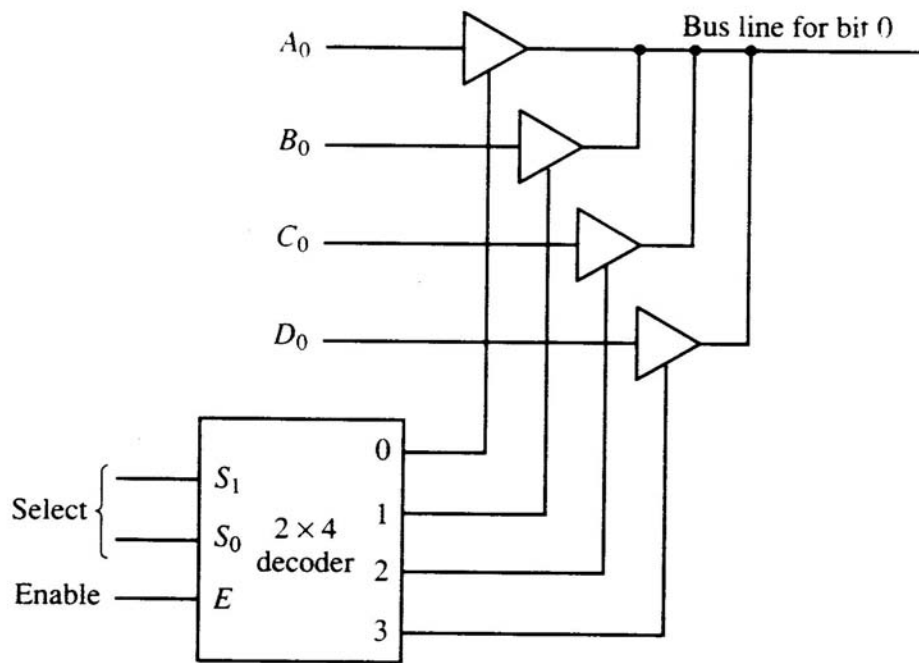 Bus line for bit 0
A₀
B₀
C₀
D₀
Select
S₁
S₀
Enable
E
2 × 4
decoder
0
1
2
3